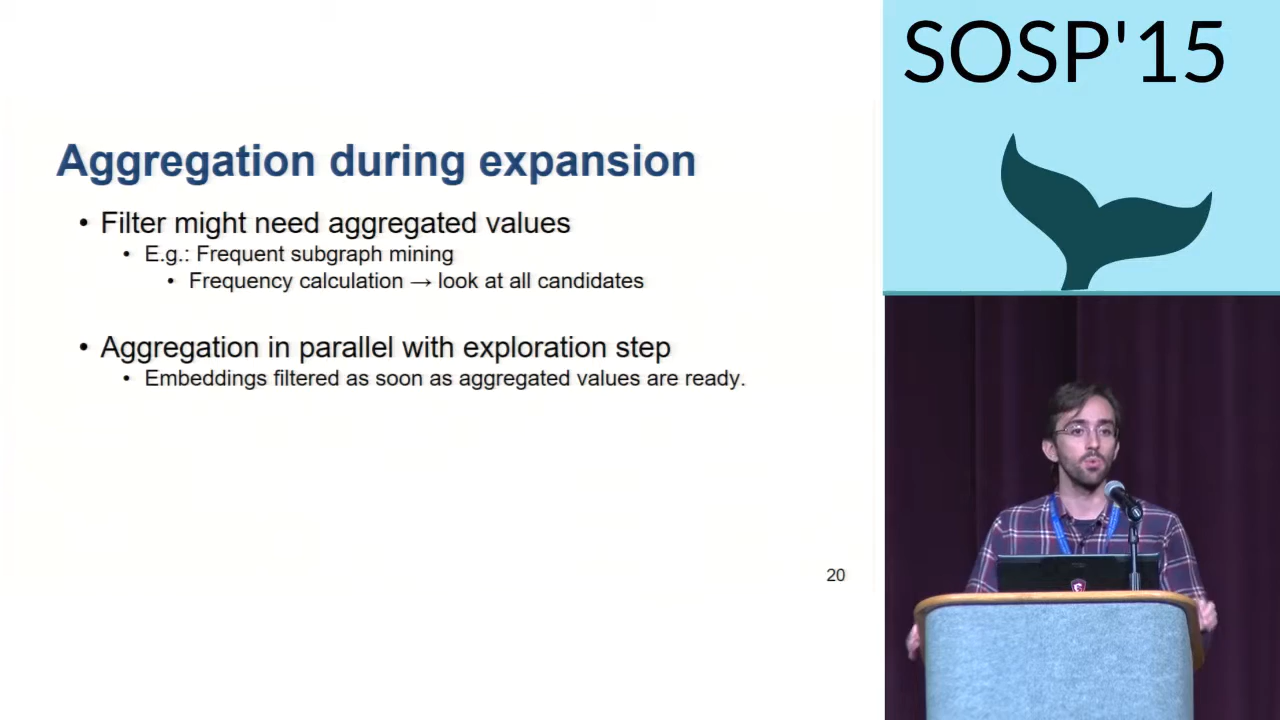 SOSP'15
Aggregation during expansion
• Filter might need aggregated values
• E.g.: Frequent subgraph mining
• Frequency calculation → look at all candidates
• Aggregation in parallel with exploration step
• Embeddings filtered as soon as aggregated values are ready.
20